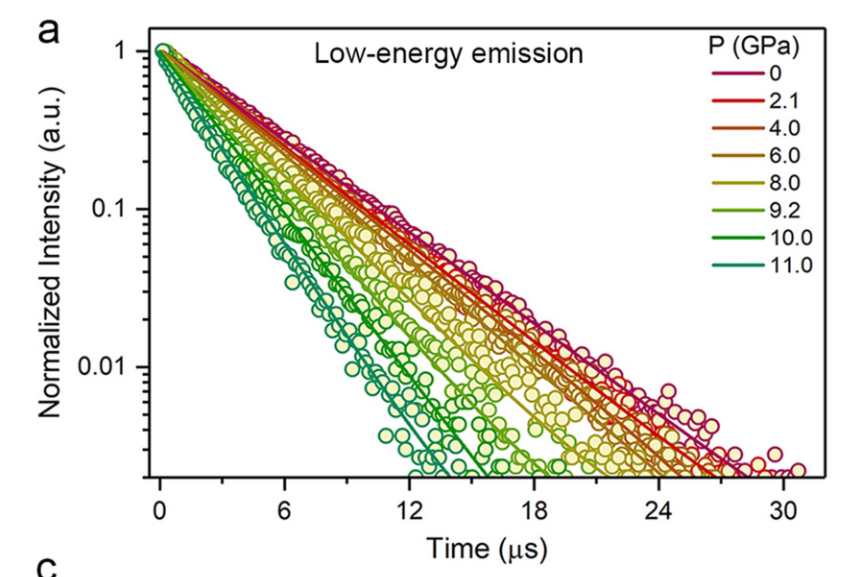 a
Low-energy emission
P (GPa)
0
2.1
4.0
6.0
8.0
9.2
10.0
11.0
Normalized Intensity (a.u.)
1
0.1
0.01
0 6 12 18 24 30
Time (μs)
c